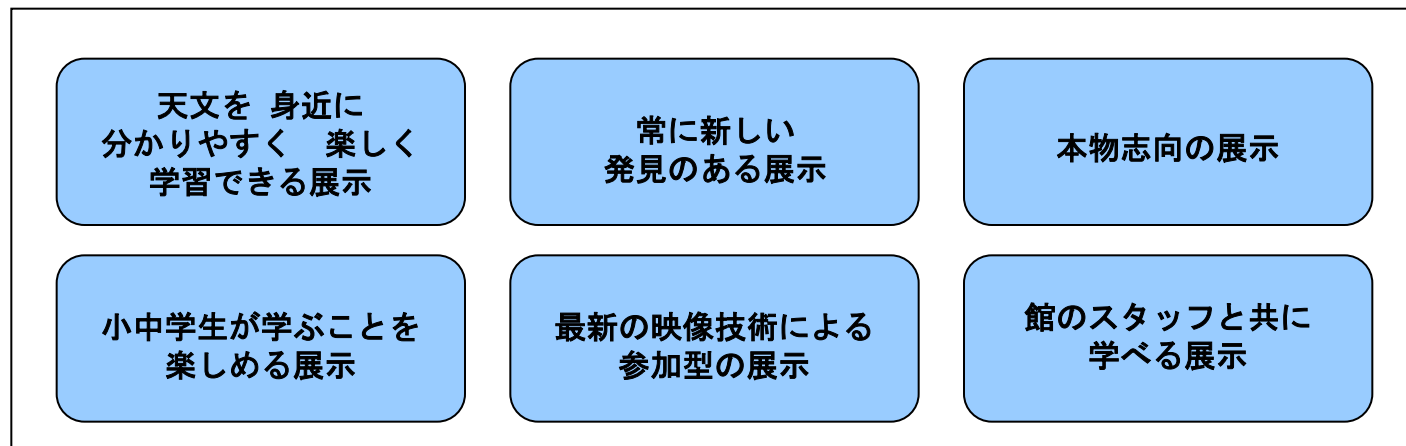 天文を 身近に
分かりやすく　楽しく
学習できる展示
常に新しい
発見のある展示
本物志向の展示
小中学生が学ぶことを
楽しめる展示
最新の映像技術による
参加型の展示
館のスタッフと共に
学べる展示